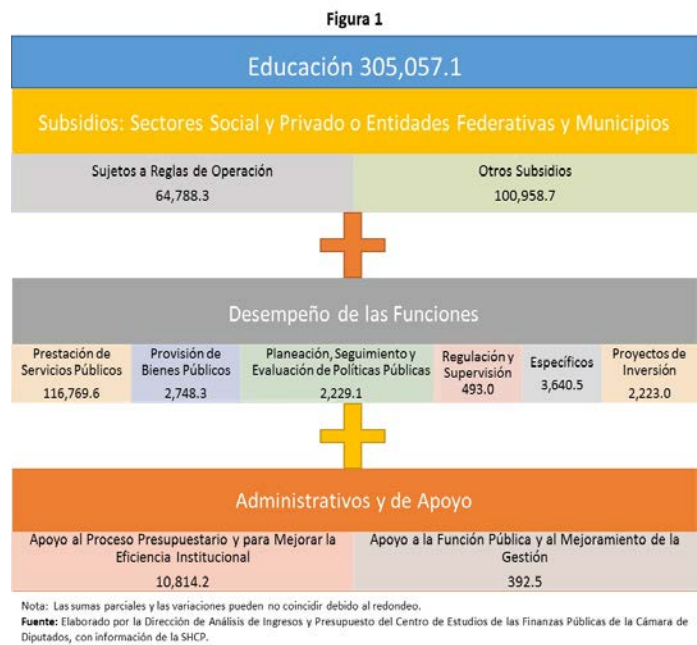 Figura 1
Educación 305,057.1
Subsidios: Sectores Social y Privado o Entidades Federativas y Municipios
Sujetos a Reglas de Operación
64,788.3
Otros Subsidios
100,958.7
Desempeño de las Funciones
Prestación de
Servicios Públicos
116,769.6
Provisión de
Bienes Públicos
2,748.3
Planeación, Seguimiento y
Evaluación de Políticas Públicas
2,229.1
Regulación y
Supervisión
493.0
Específicos
3,640.5
Proyectos de
Inversión
2,223.0
Administrativos y de Apoyo
Apoyo al Proceso Presupuestario y para Mejorar la
Eficiencia Institucional
10,814.2
Apoyo a la Función Pública y al Mejoramiento de la
Gestión
392.5
Nota: Las sumas parciales y las variaciones pueden no coincidir debido al redondeo.
Fuente: Elaborado por la Dirección de Análisis de Ingresos y Presupuesto del Centro de Estudios de las Finanzas Públicas de la Cámara de
Diputados, con información de la SHCP.